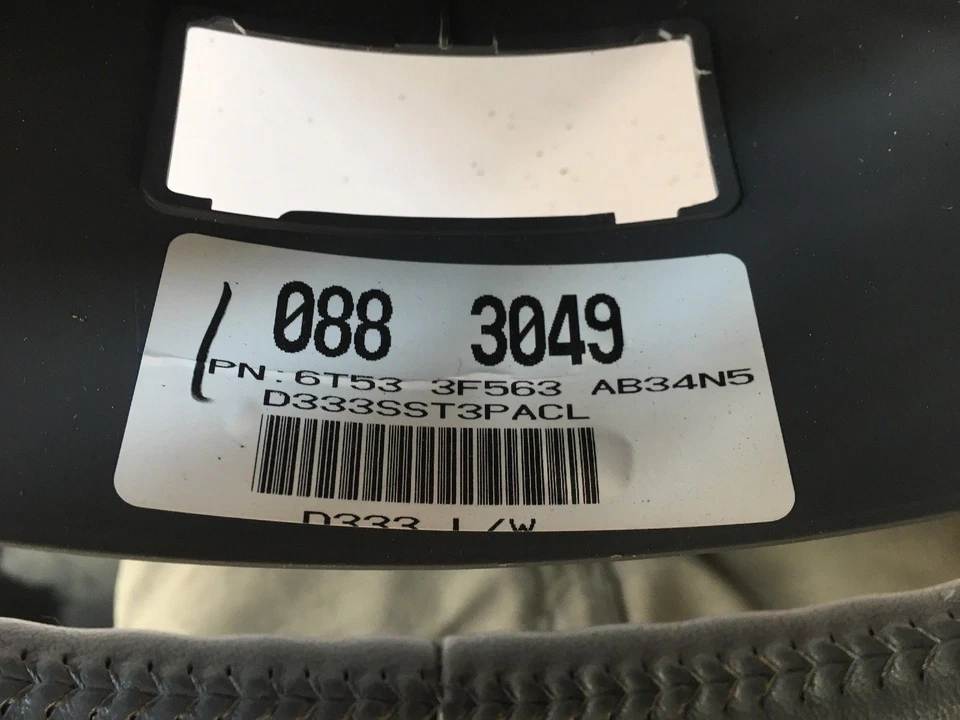 088 3049
PN:6T53 3F563 AB34N5
D333SST3PACL
D333 L/W